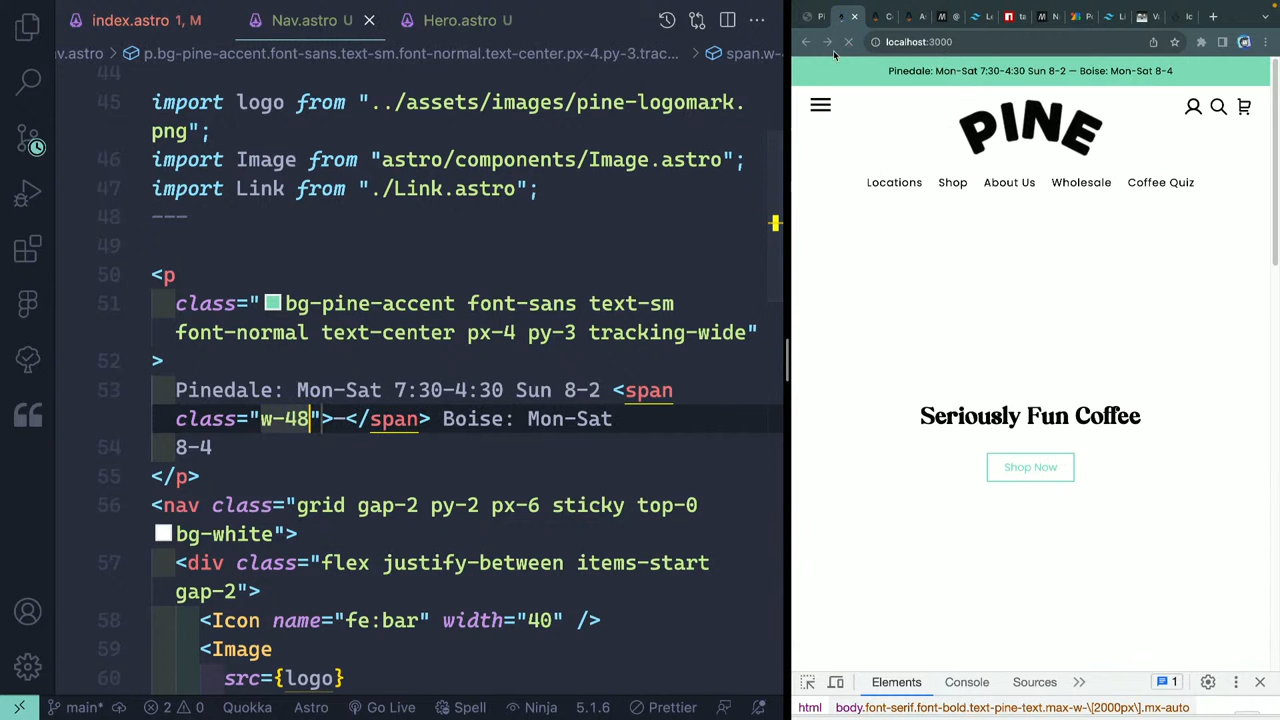 index.astro 1, M
Nav.astro U
Hero.astro U
av.astro
p.bg-pine-accent.font-sans.text-sm.font-normal.text-center.px-4.py-3.trac...
span.w-4
44
45 import logo from "../assets/images/pine-logomark.
png";
46 import Image from "astro/components/Image.astro";
47 import Link from "./Link.astro";
48 ---
49
50 <p
51 class="bg-pine-accent font-sans text-sm
font-normal text-center px-4 py-3 tracking-wide"
52 >
53 Pinedale: Mon-Sat 7:30-4:30 Sun 8-2 <span
class="w-48">—</span> Boise: Mon-Sat
54 8-4
55 </p>
56 <nav class="grid gap-2 py-2 px-6 sticky top-0
bg-white">
57 <div class="flex justify-between items-start
gap-2">
58 <Icon name="fe:bar" width="40" />
59 <Image
60 src={logo}
main*
2
0
Quokka
Astro
Go Live
Spell
Ninja
5.1.6
Prettier
localhost:3000
Pinedale: Mon-Sat 7:30-4:30 Sun 8-2 — Boise: Mon-Sat 8-4
PINE
Locations Shop About Us Wholesale Coffee Quiz
Seriously Fun Coffee
Shop Now
Elements Console Sources
1
html body.font-serif.font-bold.text-pine-text.max-w-\[2000px\].mx-auto